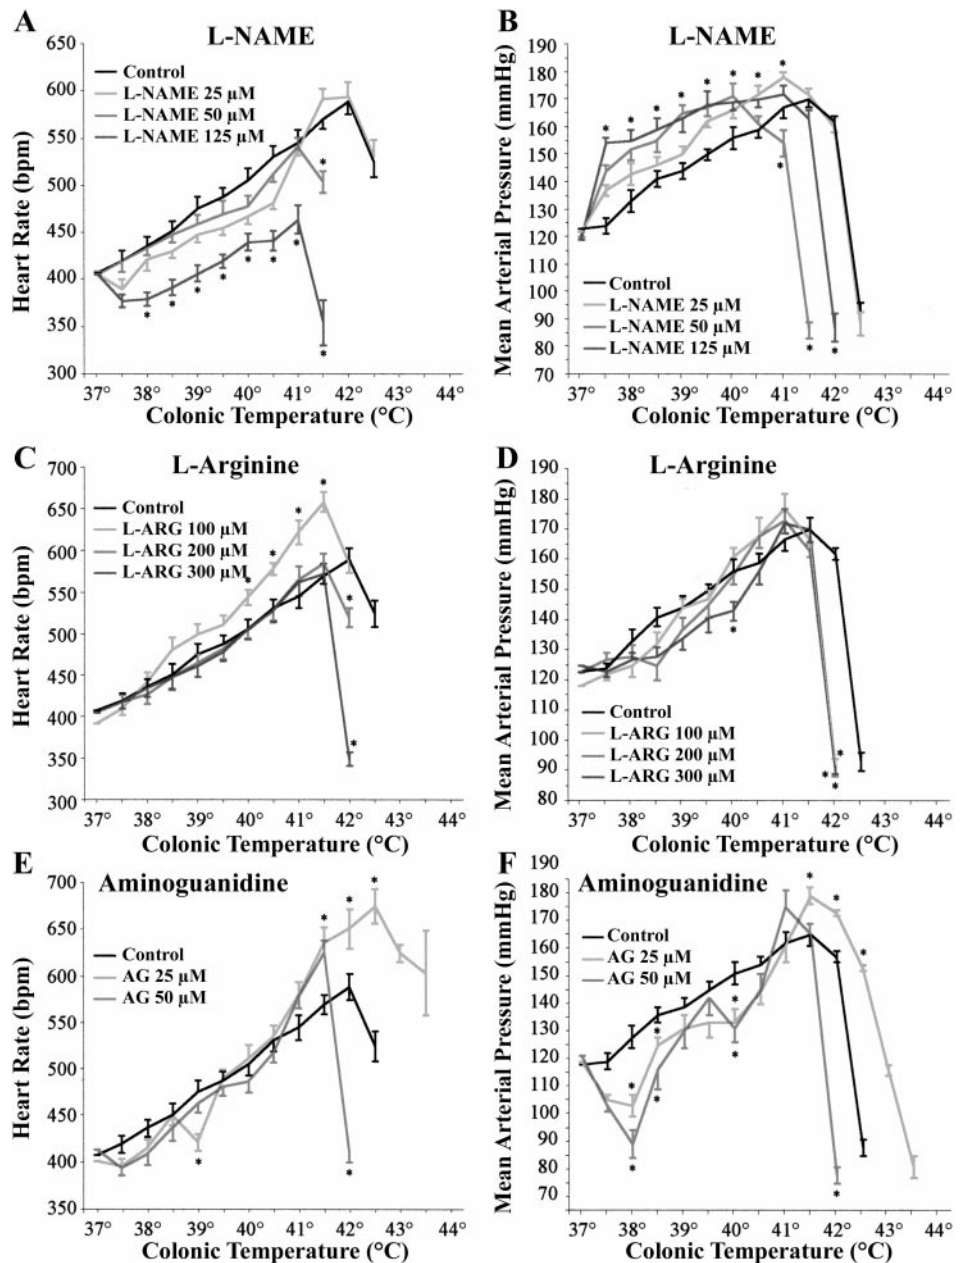 A
L-NAME
650
600
550
500
450
400
350
300
Heart Rate (bpm)
Control
L-NAME 25 µM
L-NAME 50 µM
L-NAME 125 µM
* * * * * * * * *
37° 38° 39° 40° 41° 42° 43° 44°
Colonic Temperature (°C)
B
L-NAME
190
180
170
160
150
140
130
120
110
100
90
80
70
Mean Arterial Pressure (mmHg)
* * * * * * * *
*
Control
L-NAME 25 µM
L-NAME 50 µM
L-NAME 125 µM
* *
37° 38° 39° 40° 41° 42° 43° 44°
Colonic Temperature (°C)
C
L-Arginine
700
650
600
550
500
450
400
350
300
Heart Rate (bpm)
Control
L-ARG 100 µM
L-ARG 200 µM
L-ARG 300 µM
* * * * * *
37° 38° 39° 40° 41° 42° 43° 44°
Colonic Temperature (°C)
D
L-Arginine
190
180
170
160
150
140
130
120
110
100
90
80
Mean Arterial Pressure (mmHg)
*
Control
L-ARG 100 µM
L-ARG 200 µM
L-ARG 300 µM
* * *
37° 38° 39° 40° 41° 42° 43° 44°
Colonic Temperature (°C)
E
Aminoguanidine
700
650
600
550
500
450
400
350
Heart Rate (bpm)
Control
AG 25 µM
AG 50 µM
* * * * *
37° 38° 39° 40° 41° 42° 43° 44°
Colonic Temperature (°C)
F
Aminoguanidine
190
180
170
160
150
140
130
120
110
100
90
80
70
Mean Arterial Pressure (mmHg)
Control
AG 25 µM
AG 50 µM
* * * * * * * * * *
37° 38° 39° 40° 41° 42° 43° 44°
Colonic Temperature (°C)